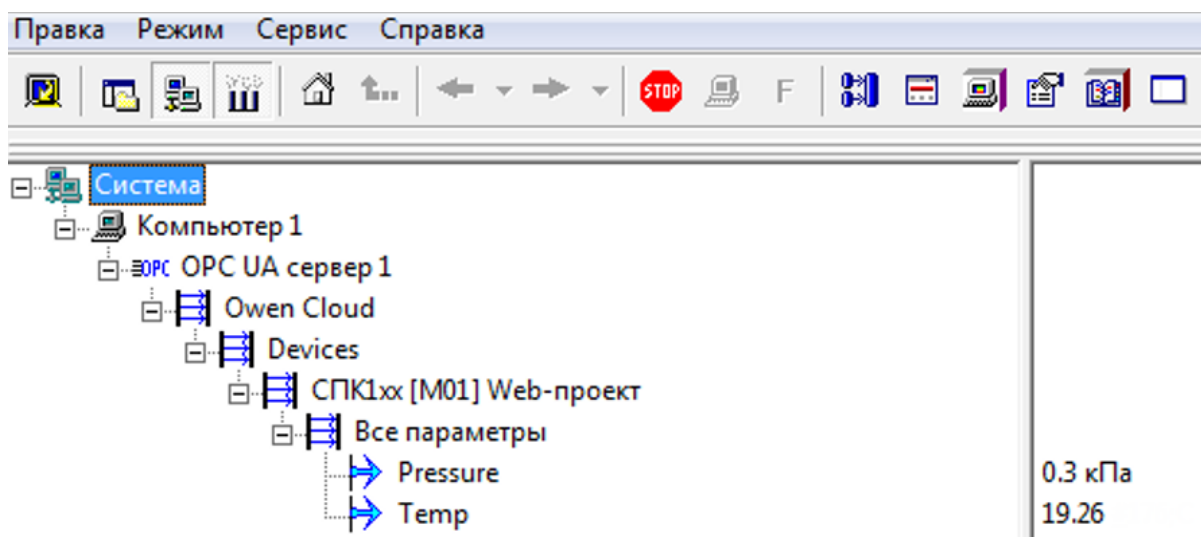 Правка Режим Сервис Справка
STOP F
Система
Компьютер 1
OPC OPC UA сервер 1
Owen Cloud
Devices
СПК1xx [M01] Web-проект
Все параметры
Pressure 0.3 кПа
Temp 19.26